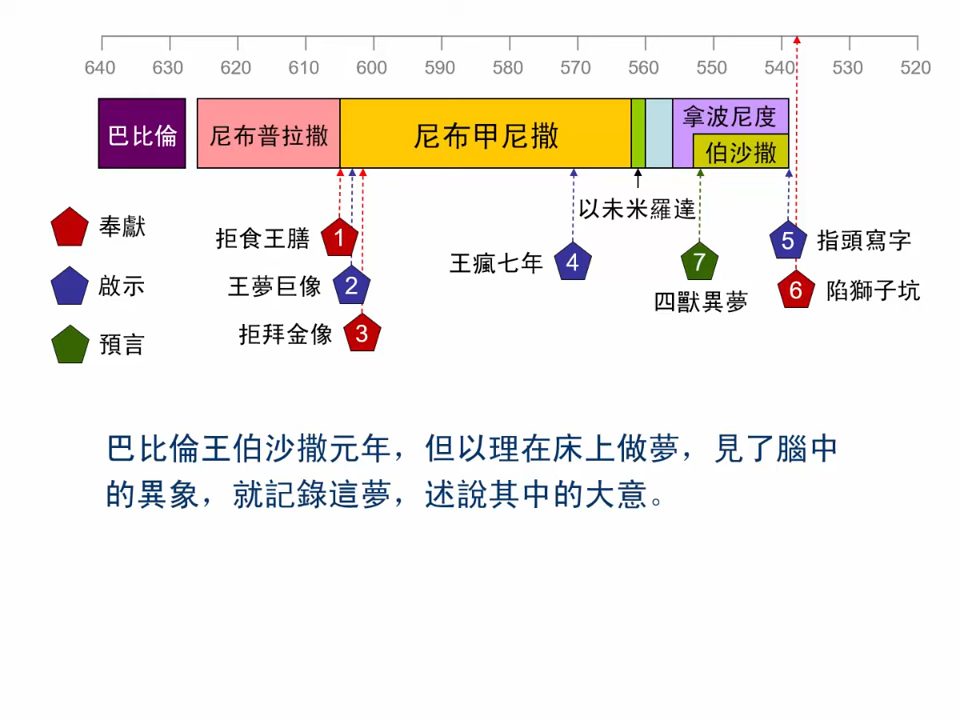 640 630 620 610 600 590 580 570 560 550 540 530 520
巴比倫 尼布普拉撒 尼布甲尼撒 拿波尼度
伯沙撒
以未米羅達
奉獻
啟示
預言
拒食王膳 1
王夢巨像 2
拒拜金像 3
王瘋七年 4
7
四獸異夢
5 指頭寫字
6 陷獅子坑
巴比倫王伯沙撒元年，但以理在床上做夢，見了腦中
的異象，就記錄這夢，述說其中的大意。